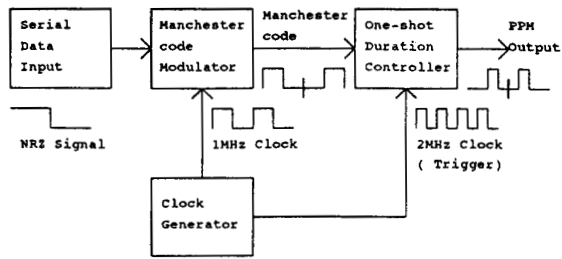 Serial
Data
Input
Manchester
code
Modulator
Manchester
code
One-shot
Duration
Controller
PPM
Output
NRZ Signal
1MHz Clock
2MHz Clock
( Trigger)
Clock
Generator